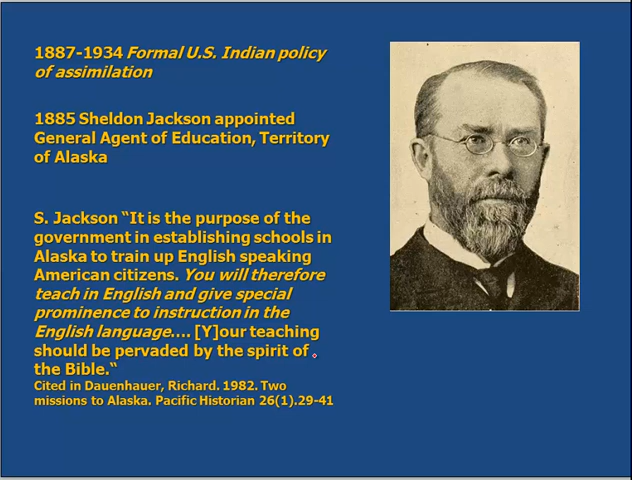 1887-1934 Formal U.S. Indian policy
of assimilation
1885 Sheldon Jackson appointed
General Agent of Education, Territory
of Alaska
S. Jackson “It is the purpose of the
government in establishing schools in
Alaska to train up English speaking
American citizens. You will therefore
teach in English and give special
prominence to instruction in the
English language…. [Y]our teaching
should be pervaded by the spirit of
the Bible.“
Cited in Dauenhauer, Richard. 1982. Two
missions to Alaska. Pacific Historian 26(1).29-41